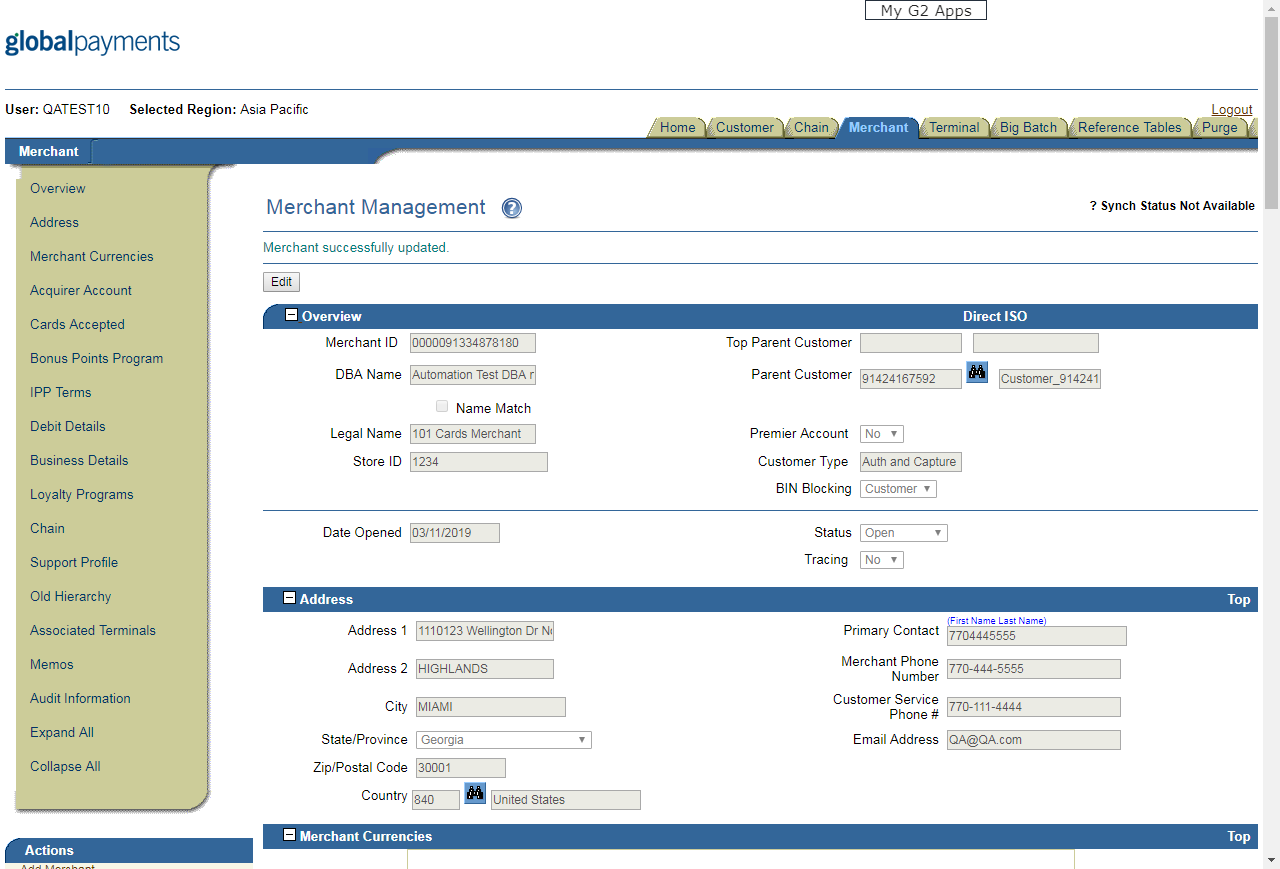 My G2 Apps
globalpayments
User: QATEST10 Selected Region: Asia Pacific
Logout
Home Customer Chain Merchant Terminal Big Batch Reference Tables Purge
Merchant
Overview
Address
Merchant Currencies
Acquirer Account
Cards Accepted
Bonus Points Program
IPP Terms
Debit Details
Business Details
Loyalty Programs
Chain
Support Profile
Old Hierarchy
Associated Terminals
Memos
Audit Information
Expand All
Collapse All
Actions
Add Merchant
Merchant Management ?
? Synch Status Not Available
Merchant successfully updated.
Edit
Overview Direct ISO
Merchant ID 0000091334878180 Top Parent Customer
DBA Name Automation Test DBA Parent Customer 91424167592 Customer_914241
Name Match
Legal Name 101 Cards Merchant Premier Account No
Store ID 1234 Customer Type Auth and Capture
BIN Blocking Customer
Date Opened 03/11/2019 Status Open
Tracing No
Address Top
(First Name Last Name)
Address 1 1110123 Wellington Dr Primary Contact 7704445555
Address 2 HIGHLANDS Merchant Phone Number 770-444-5555
City MIAMI Customer Service Phone # 770-111-4444
State/Province Georgia Email Address QA@QA.com
Zip/Postal Code 30001
Country 840 United States
Merchant Currencies Top